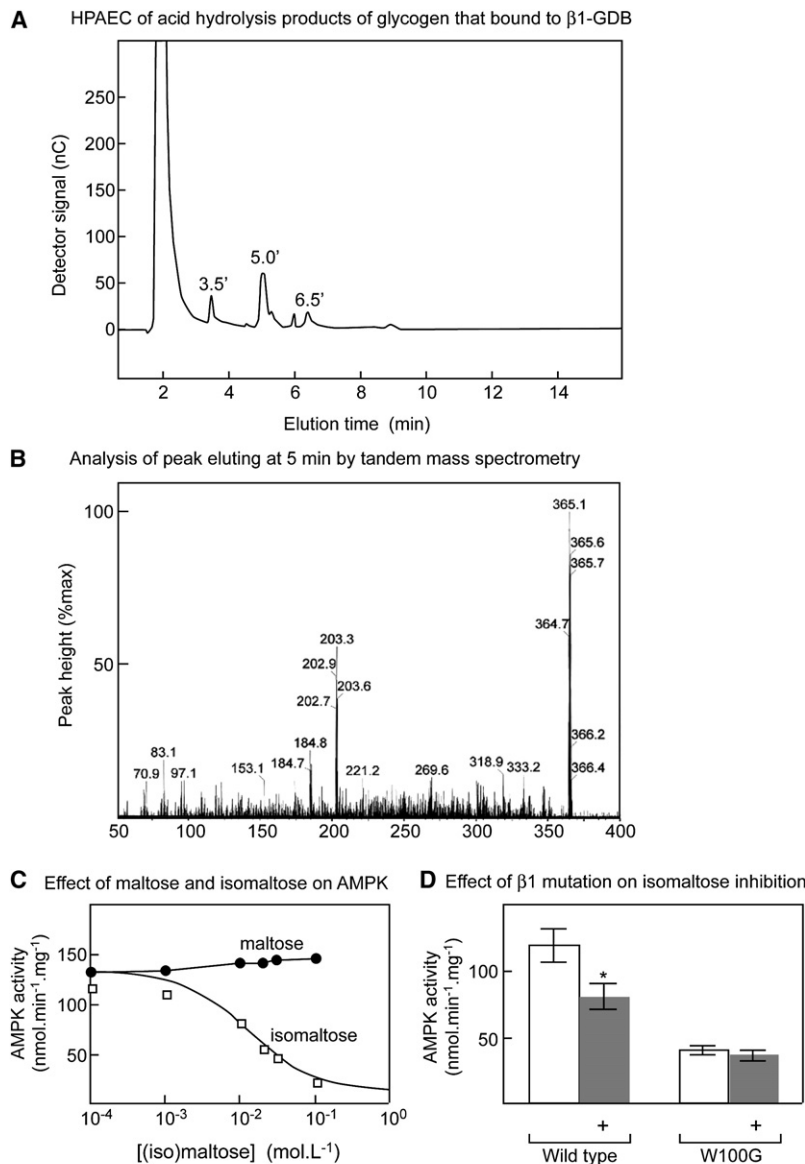 A HPAEC of acid hydrolysis products of glycogen that bound to β1-GDB
250
200
150
100
50
0
Detector signal (nC)
3.5'
5.0'
6.5'
2 4 6 8 10 12 14
Elution time (min)
B Analysis of peak eluting at 5 min by tandem mass spectrometry
100
50
Peak height (%max)
365.1
365.6
365.7
364.7
366.2
366.4
203.3
202.9
203.6
202.7
184.8
184.7
83.1
70.9
97.1
153.1
221.2
269.6
318.9
333.2
50 100 150 200 250 300 350 400
C Effect of maltose and isomaltose on AMPK
AMPK activity
(nmol.min-1.mg-1)
150
100
50
maltose
isomaltose
10-4 10-3 10-2 10-1 100
[(iso)maltose] (mol.L-1)
D Effect of β1 mutation on isomaltose inhibition
AMPK activity
(nmol.min-1.mg-1)
100
50
*
+ +
Wild type W100G